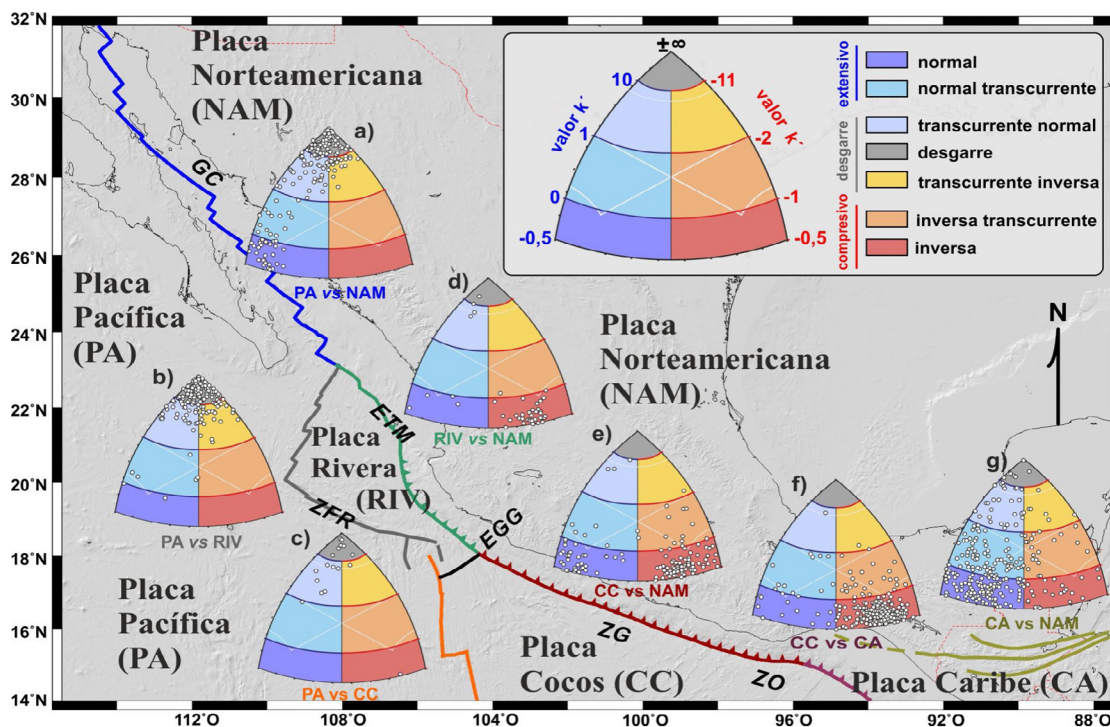 32°N
30°N
28°N
26°N
24°N
22°N
20°N
18°N
16°N
14°N
112°O
108°O
104°O
100°O
96°O
92°O
88°O
Placa
Norteamericana
(NAM)
±∞
10
1
0
-0,5
valor k
-11
-2
-1
-0,5
valor k
extensivo
normal
normal transcurrente
desgarre
transcurrente normal
desgarre
transcurrente inversa
compresivo
inversa transcurrente
inversa
GC
a)
PA vs NAM
Placa
Pacífica
(PA)
d)
RIV vs NAM
Placa
Norteamericana
(NAM)
N
b)
PA vs RIV
ETM
Placa
Rivera
(RIV)
ZFR
EGG
e)
CC vs NAM
f)
CC vs CA
g)
CA vs NAM
c)
PA vs CC
Placa
Pacífica
(PA)
ZG
ZO
Placa
Cocos (CC)
Placa Caribe (CA)